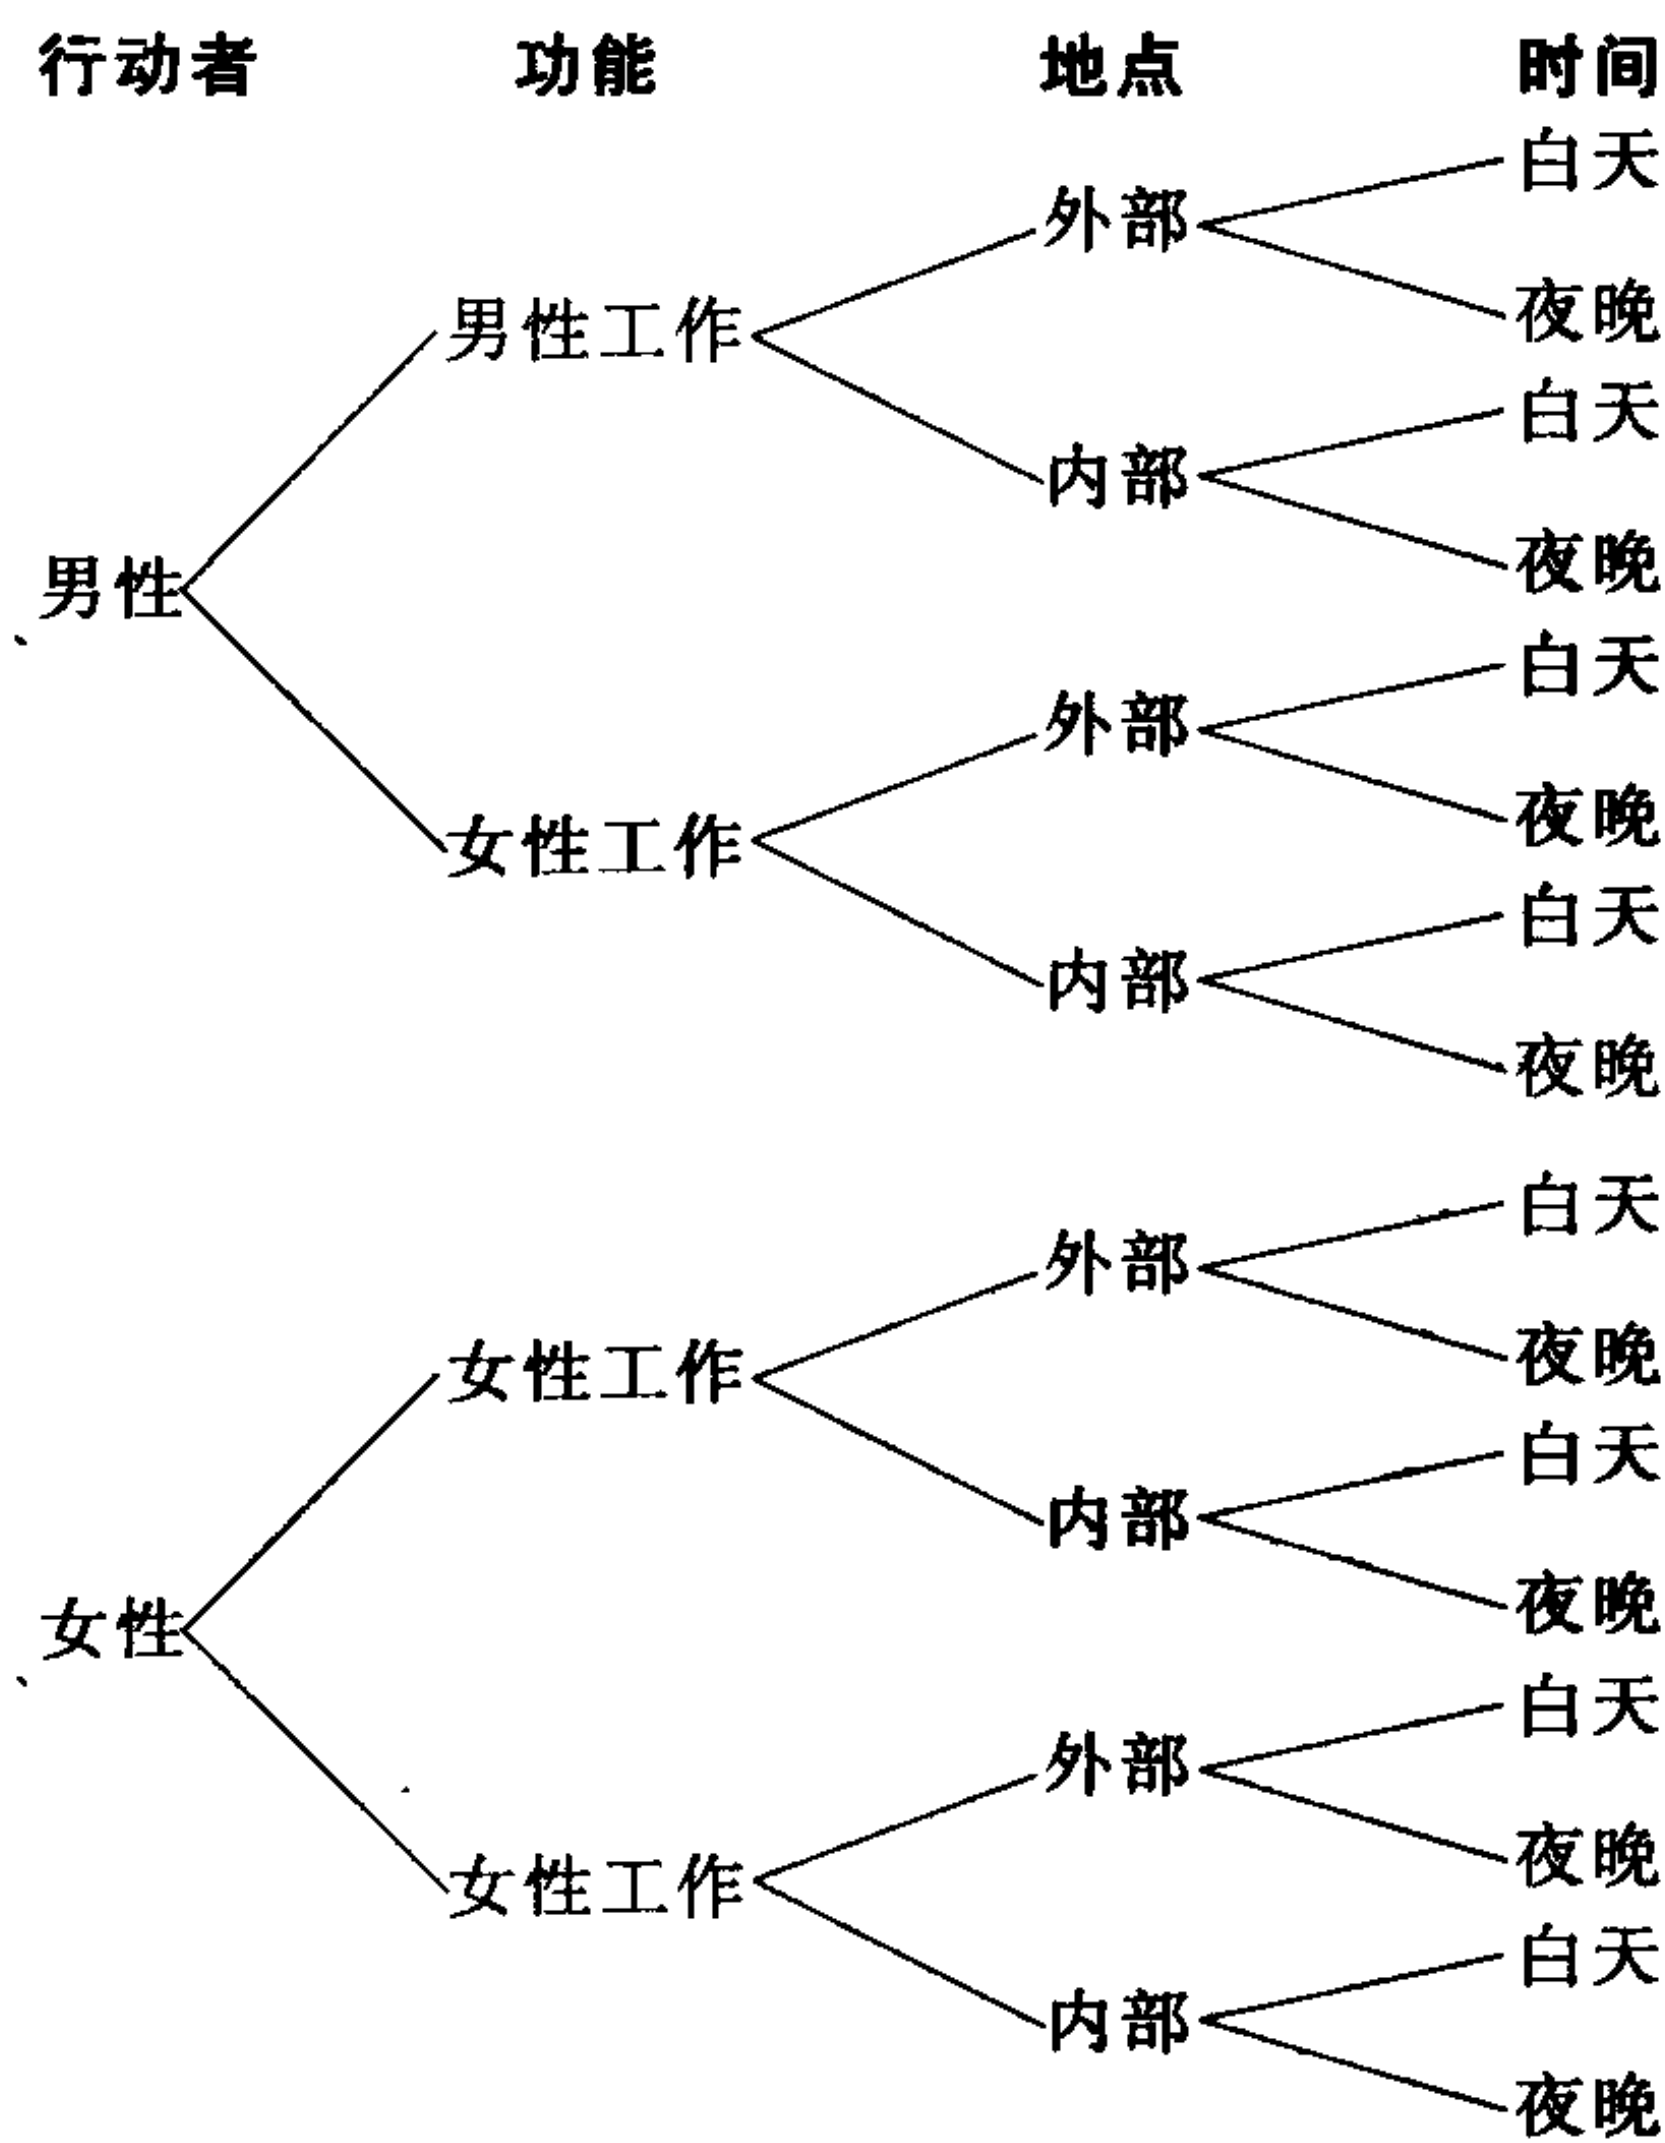 行动者 功能 地点 时间
白天
外部
夜晚
男性工作
白天
内部
夜晚
男性
白天
外部
夜晚
女性工作
白天
内部
夜晚
白天
外部
夜晚
女性工作
白天
内部
夜晚
女性
白天
外部
夜晚
女性工作
白天
内部
夜晚